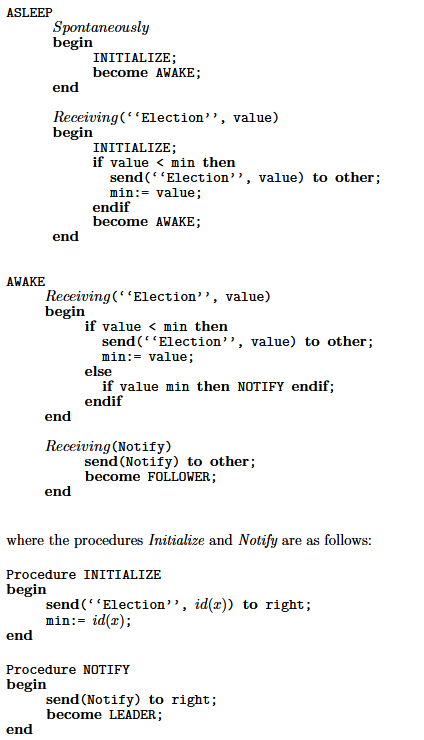 ASLEEP
Spontaneously
begin
INITIALIZE;
become AWAKE;
end
Receiving(‘‘Election’’, value)
begin
INITIALIZE;
if value < min then
send(‘‘Election’’, value) to other;
min:= value;
endif
become AWAKE;
end
AWAKE
Receiving(‘‘Election’’, value)
begin
if value < min then
send(‘‘Election’’, value) to other;
min:= value;
else
if value min then NOTIFY endif;
endif
end
Receiving(Notify)
send(Notify) to other;
become FOLLOWER;
end
where the procedures Initialize and Notify are as follows:
Procedure INITIALIZE
begin
send(‘‘Election’’, id(x)) to right;
min:= id(x);
end
Procedure NOTIFY
begin
send(Notify) to right;
become LEADER;
end